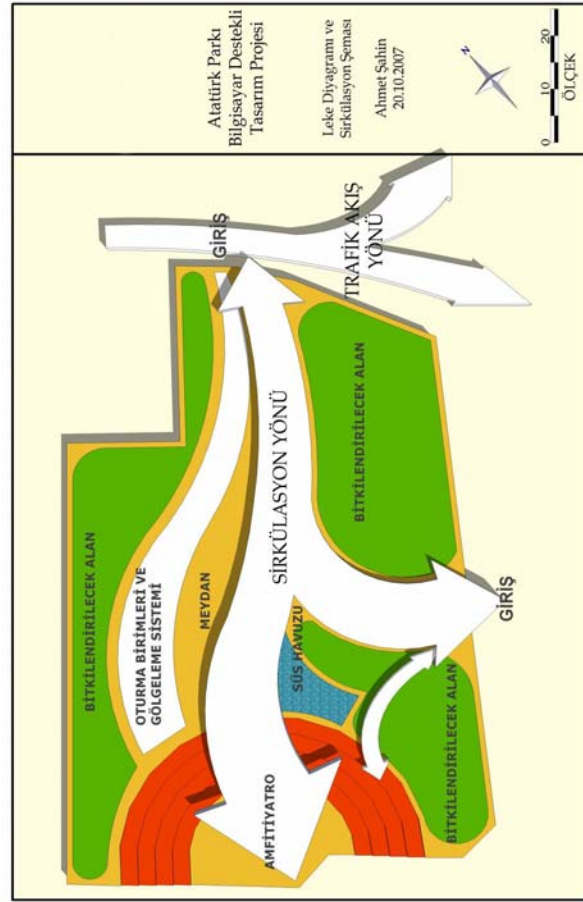 Atatürk Parkı
Bilgisayar Destekli
Tasarım Projesi
Leke Diyagramı ve
Sirkülasyon Şeması
Ahmet Şahin
20.10.2007
N
0 10 20
ÖLÇEK
GİRİŞ
TRAFİK AKIŞ
YÖNÜ
BİTKİLENDİRİLECEK ALAN
OTURMA BİRİMLERİ VE
GÖLGELEME SİSTEMİ
MEYDAN
SİRKÜLASYON YÖNÜ
BİTKİLENDİRİLECEK ALAN
SÜS HAVUZU
AMFİTİYATRO
BİTKİLENDİRİLECEK ALAN
GİRİŞ